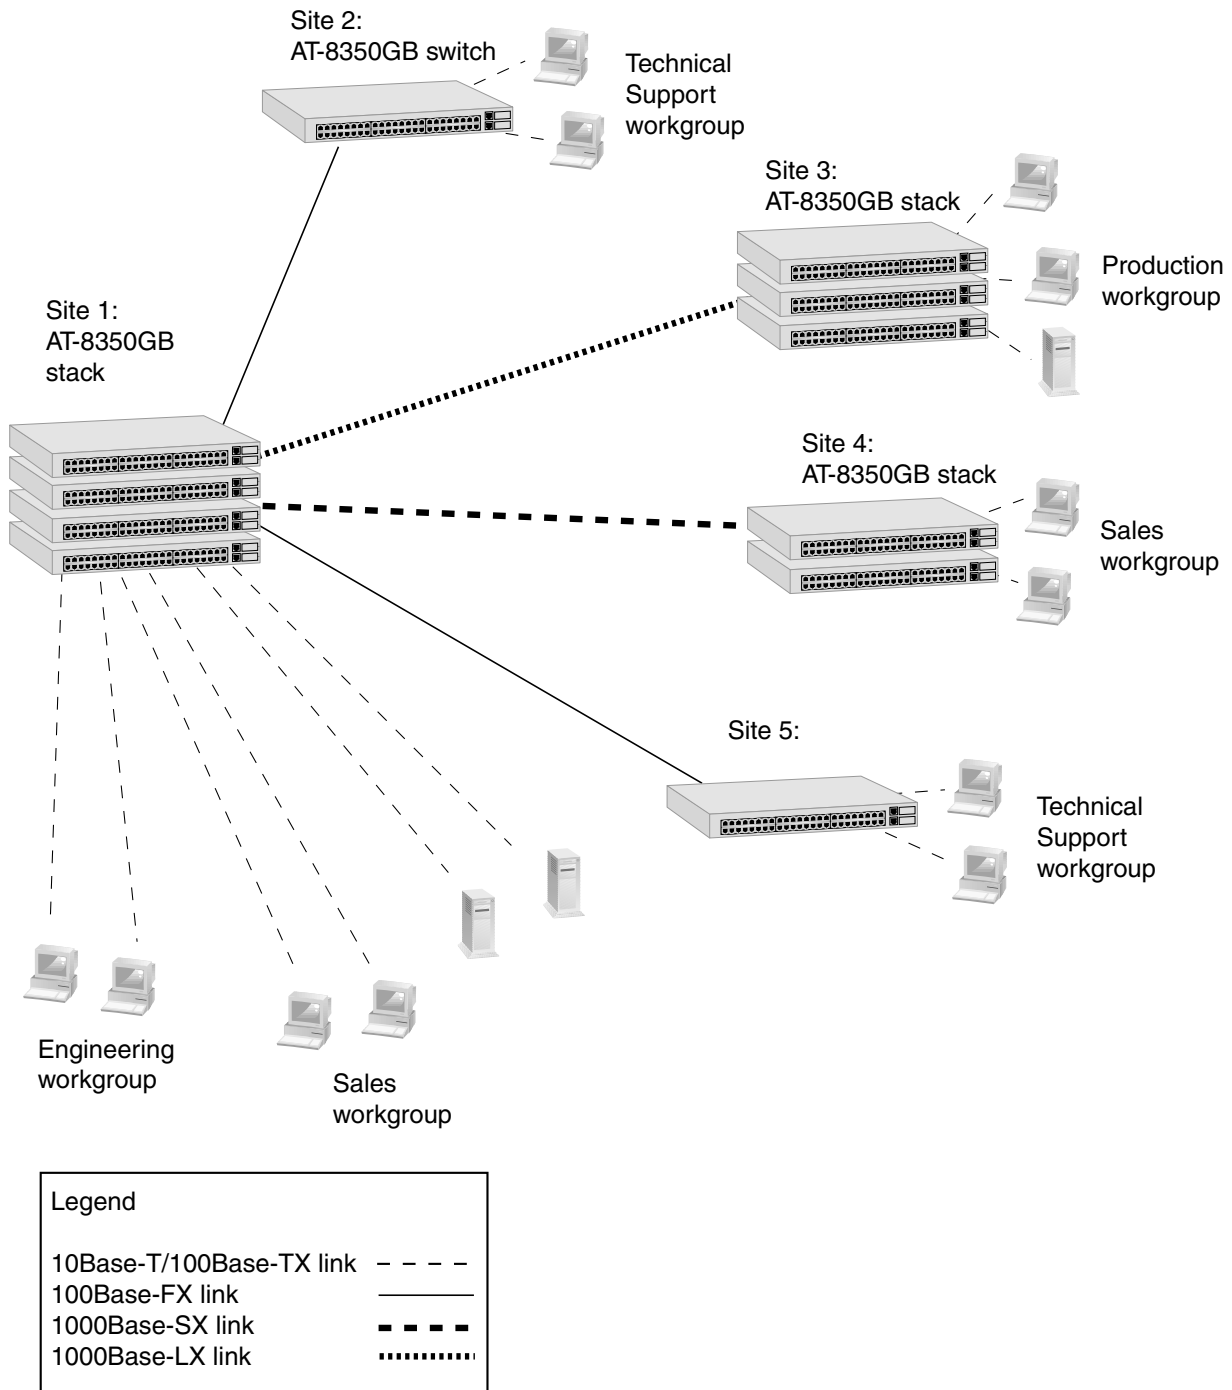 Site 2:
AT-8350GB switch
Technical
Support
workgroup
Site 3:
AT-8350GB stack
Production
workgroup
Site 1:
AT-8350GB
stack
Site 4:
AT-8350GB stack
Sales
workgroup
Site 5:
Technical
Support
workgroup
Engineering
workgroup
Sales
workgroup
Legend
10Base-T/100Base-TX link
100Base-FX link
1000Base-SX link
1000Base-LX link